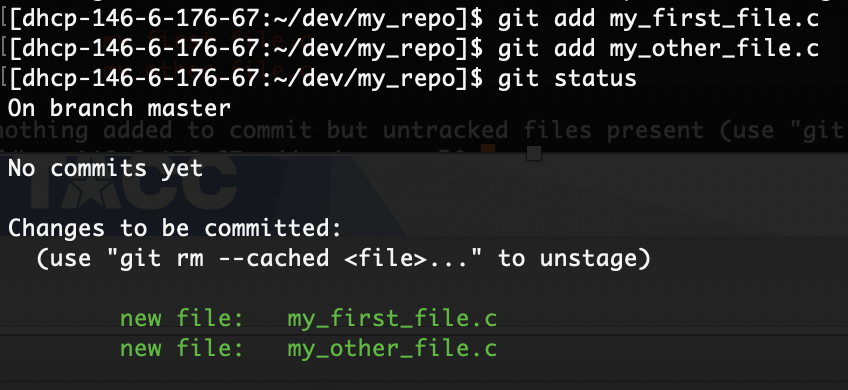 [dhcp-146-6-176-67:~/dev/my_repo]$ git add my_first_file.c
[dhcp-146-6-176-67:~/dev/my_repo]$ git add my_other_file.c
[dhcp-146-6-176-67:~/dev/my_repo]$ git status
On branch master
nothing added to commit but untracked files present (use "git
No commits yet
TACC
Changes to be committed:
(use "git rm --cached <file>..." to unstage)
new file: my_first_file.c
new file: my_other_file.c